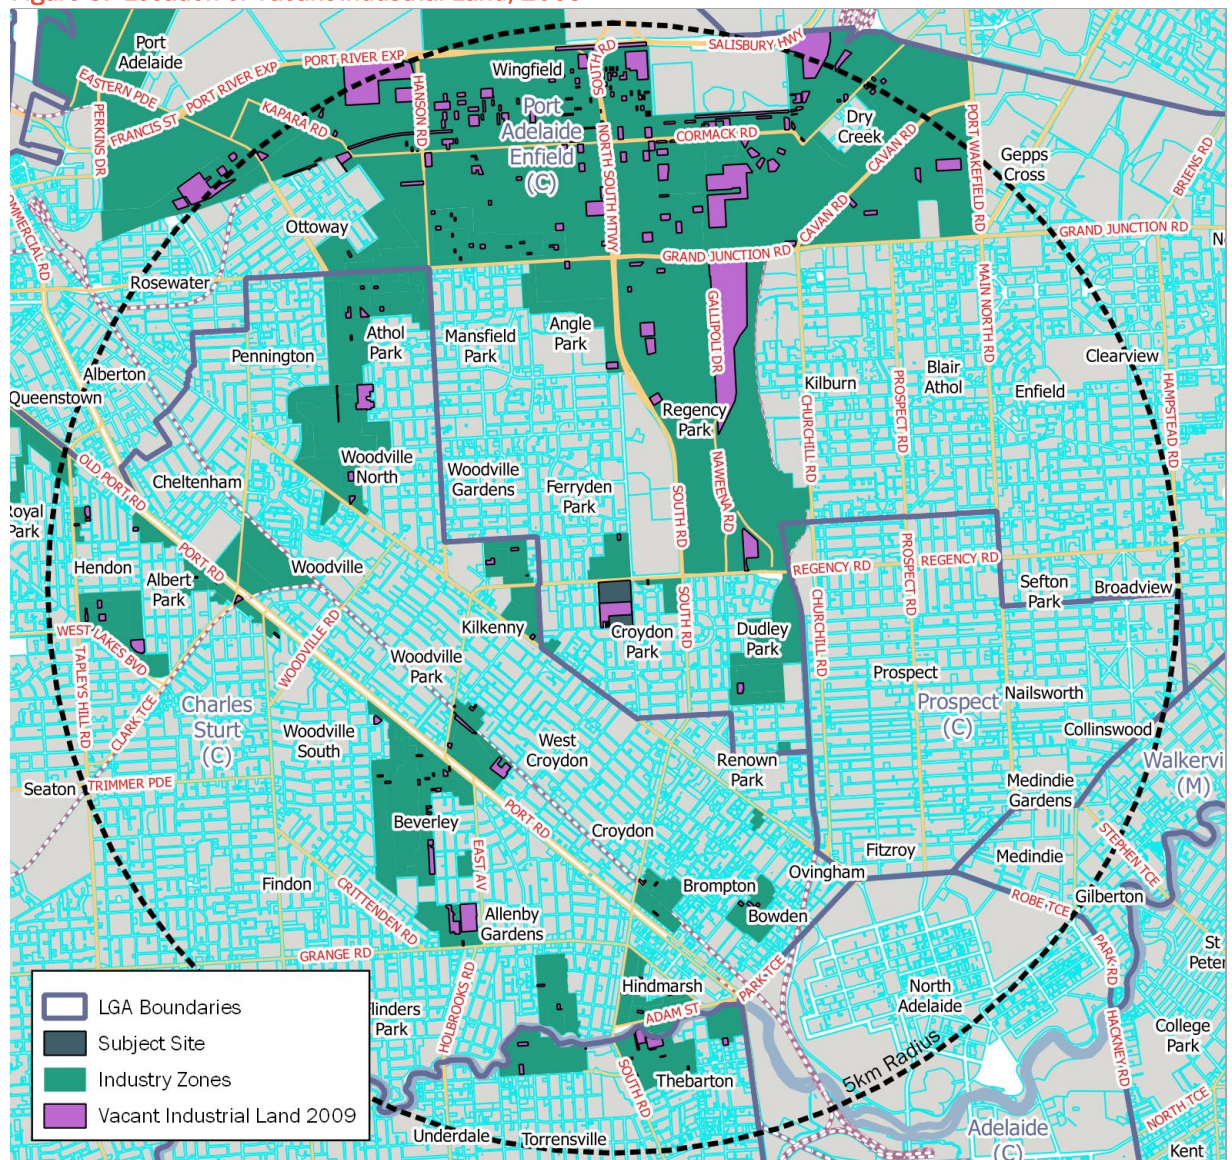 Port
Adelaide
EASTERN PDE
PORT RIVER EXP
PORT RIVER EXP
FRANCIS ST
PERKINS DR
KAPARA RD
HANSON RD
Wingfield
SOUTH RD
SALISBURY HWY
Port
Adelaide
Enfield
(C)
NORTH SOUTH MTWY
CORMACK RD
Dry
Creek
CAVAN RD
PORT WAKEFIELD RD
Gepps
Cross
BRIENS RD
Ottoway
CAVAN RD
GRAND JUNCTION RD
GRAND JUNCTION RD
Rosewater
Athol
Park
Mansfield
Park
Angle
Park
GALLIPOLI DR
MAIN NORTH RD
Pennington
Alberton
Queenstown
Kilburn
PROSPECT RD
Blair
Athol
Enfield
Clearview
HAMPSTEAD RD
Regency
Park
CHURCHILL RD
OLD PORT RD
Cheltenham
Woodville
North
Woodville
Gardens
Ferryden
Park
SOUTH RD
NAWEENA RD
Royal
Park
Hendon
Albert
Park
PORT RD
Woodville
REGENCY RD
PROSPECT RD
REGENCY RD
Sefton
Park
Broadview
WEST LAKES BVD
TAPLEYS HILL RD
CLARK TCE
WOODVILLE RD
Kilkenny
Croydon
Park
SOUTH RD
Dudley
Park
CHURCHILL RD
Woodville
Park
Prospect
Nailsworth
Charles
Sturt
(C)
Woodville
South
West
Croydon
Renown
Park
Prospect
(C)
Collinswood
Seaton
TRIMMER PDE
Medindie
Gardens
Beverley
PORT RD
Croydon
EAST AV
Fitzroy
Medindie
STEPHEN TCE
Findon
CRITTENDEN RD
Brompton
Ovingham
Bowden
ROBE TCE
Gilberton
Allenby
Gardens
GRANGE RD
PARK RD
HOLBROOKS RD
Hindmarsh
PARK TCE
North
Adelaide
ADAM ST
HACKNEY RD
College
Park
SOUTH RD
Thebarton
5km Radius
NORTH TCE
Underdale
Torrensville
Adelaide
(C)
Kent
LGA Boundaries
Subject Site
Industry Zones
Vacant Industrial Land 2009